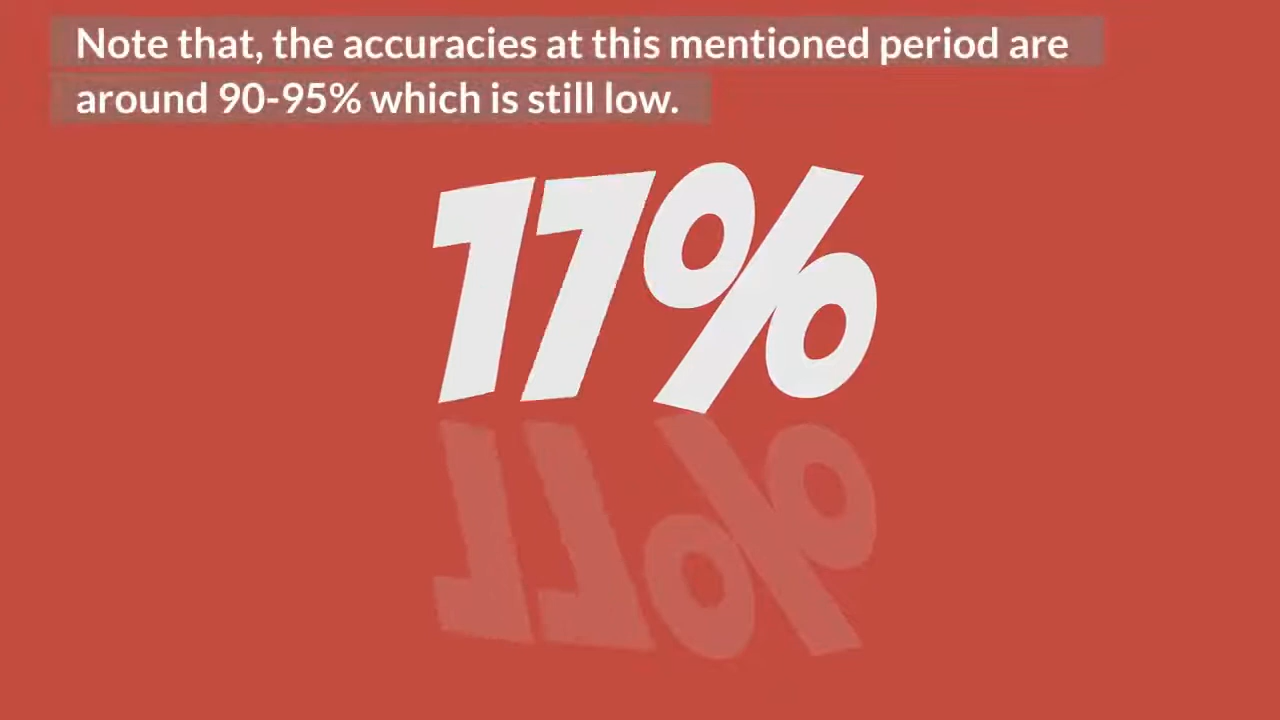 Note that, the accuracies at this mentioned period are
around 90-95% which is still low.
17%